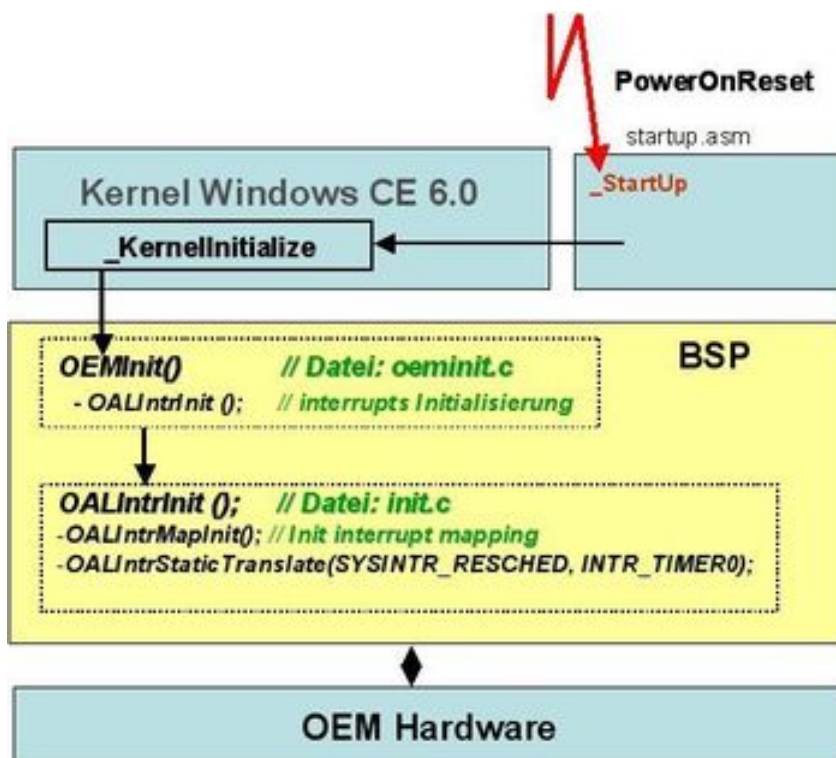 PowerOnReset
startup.asm
Kernel Windows CE 6.0
_StartUp
_KernelInitialize
BSP
OEMInit() // Datei: oeminit.c
- OALIntrInit (); // interrupts Initialisierung
OALIntrInit (); // Datei: init.c
-OALIntrMapInit(); // Init interrupt mapping
-OALIntrStaticTranslate(SYSINTR_RESCHED, INTR_TIMER0);
OEM Hardware